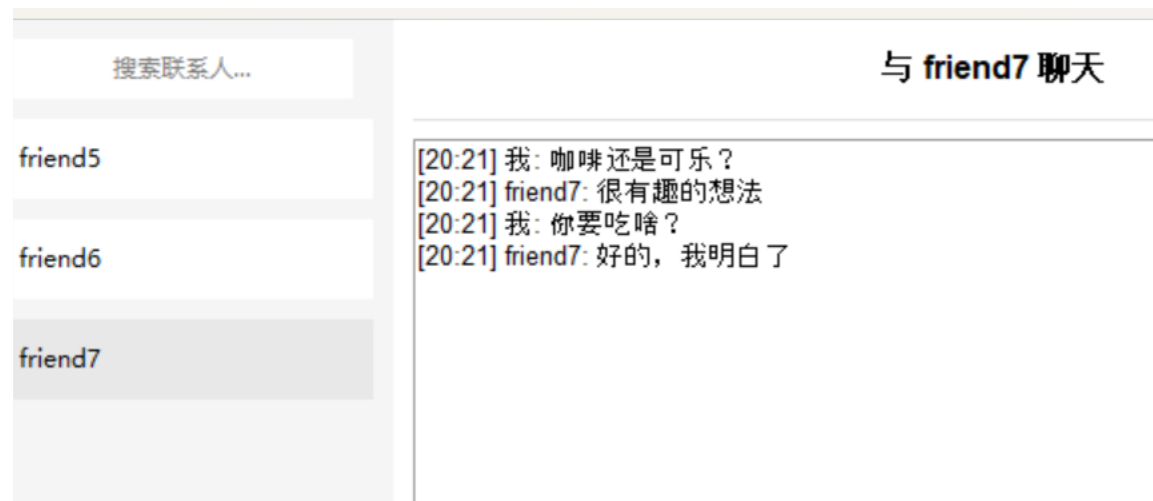 搜索联系人...
friend5
friend6
friend7
与 friend7 聊天
[20:21] 我: 咖啡还是可乐？
[20:21] friend7: 很有趣的想法
[20:21] 我: 你要吃啥？
[20:21] friend7: 好的，我明白了